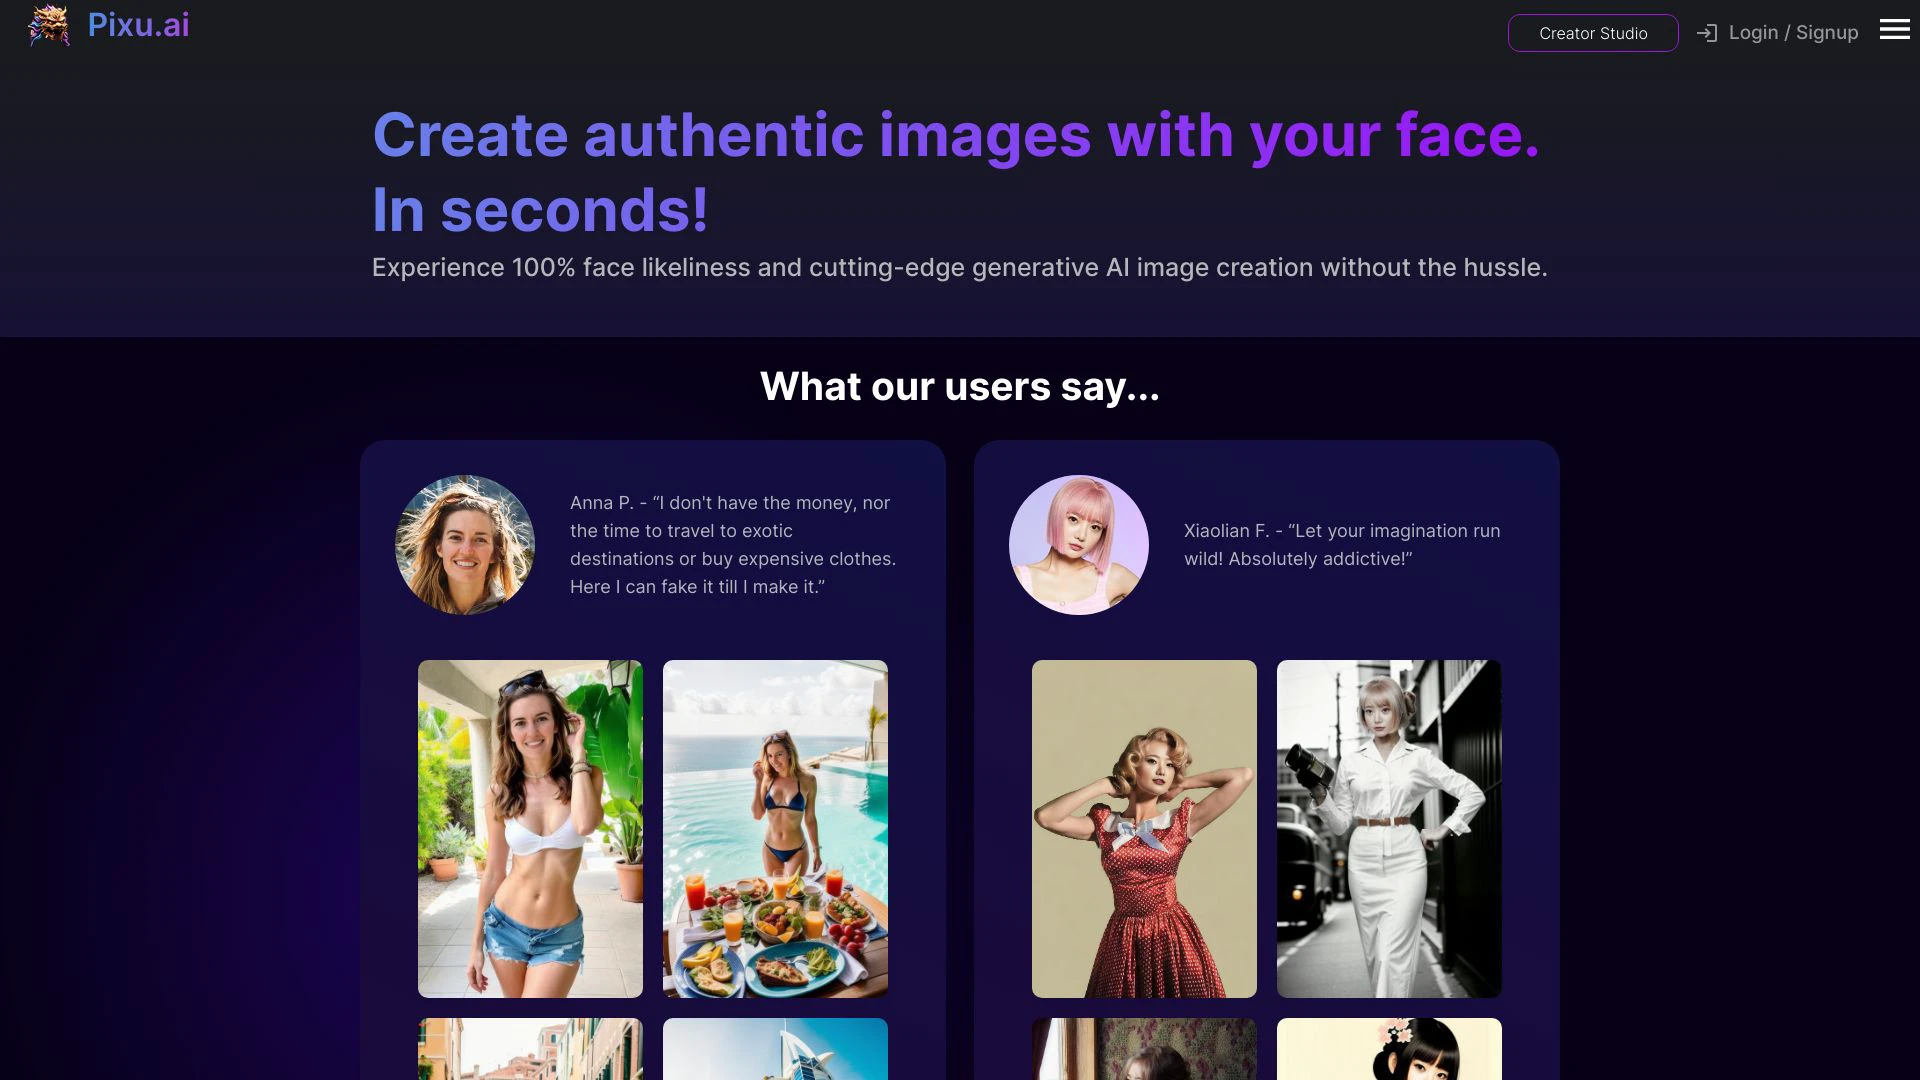 Pixu.ai
Creator Studio
Login / Signup
Create authentic images with your face.
In seconds!
Experience 100% face likeliness and cutting-edge generative AI image creation without the hussle.
What our users say...
Anna P. - “I don't have the money, nor
the time to travel to exotic
destinations or buy expensive clothes.
Here I can fake it till I make it.”
Xiaolian F. - “Let your imagination run
wild! Absolutely addictive!”